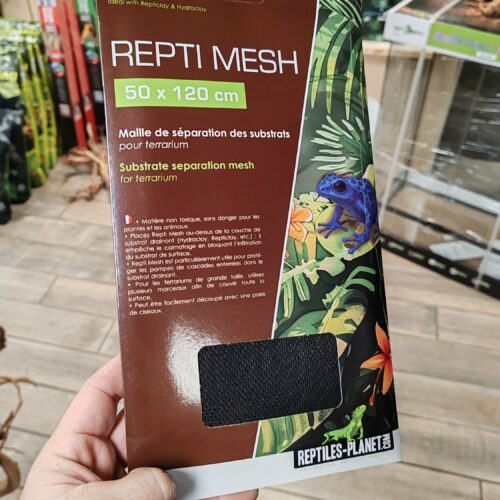 Ideal with Repticlay & Hydroclay
REPTI MESH
50 x 120 cm
Maille de séparation des substrats
pour terrarium
Substrate separation mesh
for terrarium
• Matière non toxique, sans danger pour les
plantes et les animaux.
• Placez Repti Mesh au-dessus de la couche de
substrat drainant (Hydroclay, Repticlay, etc.) : il
empêche le colmatage en bloquant l'infiltration
du substrat de surface.
• Repti Mesh est particulièrement utile pour proté-
ger les pompes de cascades enterrées dans le
substrat drainant.
• Pour les terrariums de grande taille, utilisez
plusieurs morceaux afin de couvrir toute la
surface.
• Peut être facilement découpé avec une paire
de ciseaux.
REPTILES-PLANET.COM